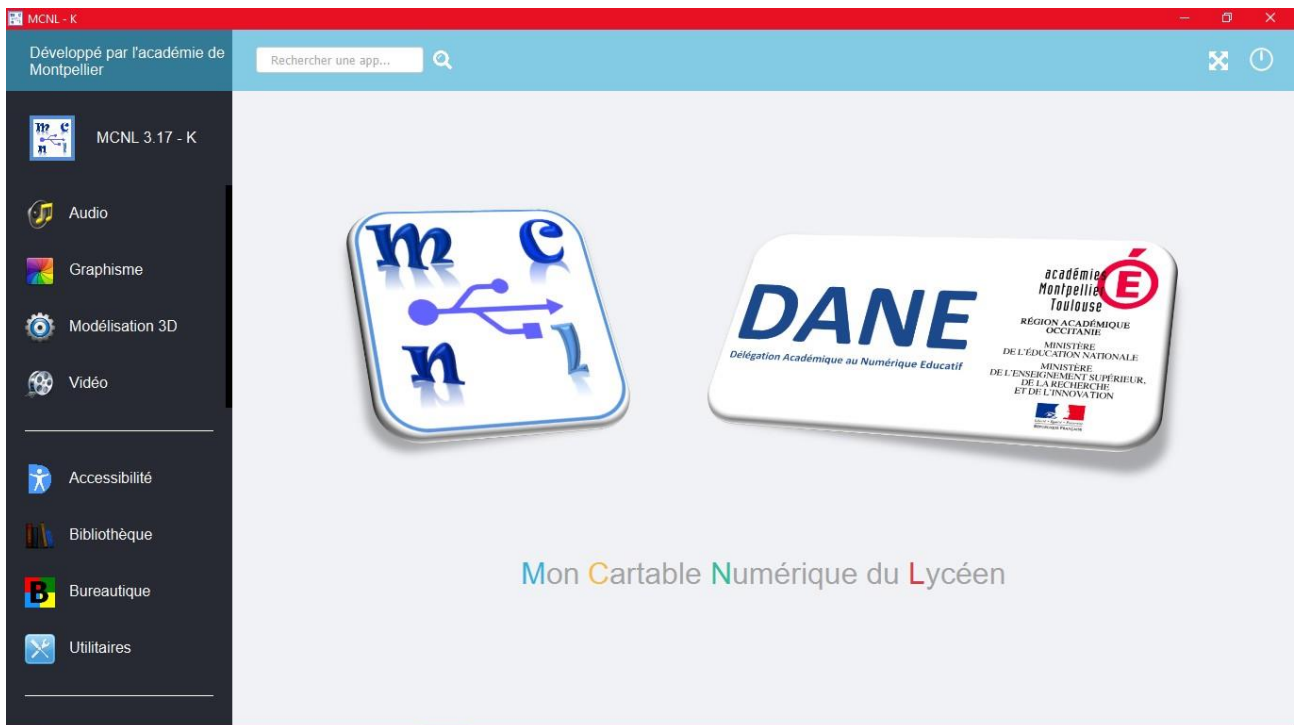 MCNL - K
Développé par l'académie de
Montpellier
Rechercher une app...
m c
n l
MCNL 3.17 - K
Audio
Graphisme
Modélisation 3D
Vidéo
Accessibilité
Bibliothèque
B
Bureautique
Utilitaires
m c
n l
DANE
Délégation Académique au Numérique Educatif
académies
Montpellier
Toulouse
É
RÉGION ACADÉMIQUE
OCCITANIE
MINISTÈRE
DE L'ÉDUCATION NATIONALE
MINISTÈRE
DE L'ENSEIGNEMENT SUPÉRIEUR,
DE LA RECHERCHE
ET DE L'INNOVATION
Mon Cartable Numérique du Lycéen